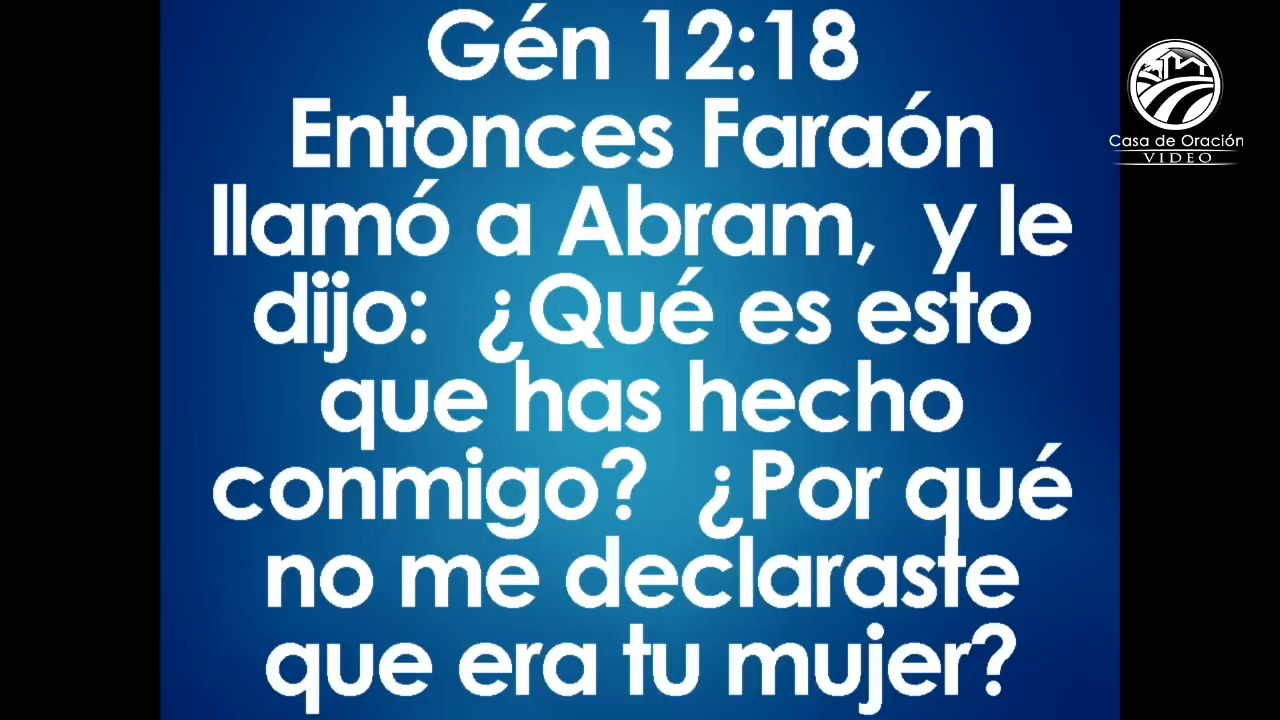 Gén 12:18
Entonces Faraón
llamó a Abram, y le
dijo: ¿Qué es esto
que has hecho
conmigo? ¿Por qué
no me declaraste
que era tu mujer?
Casa de Oración
VIDEO